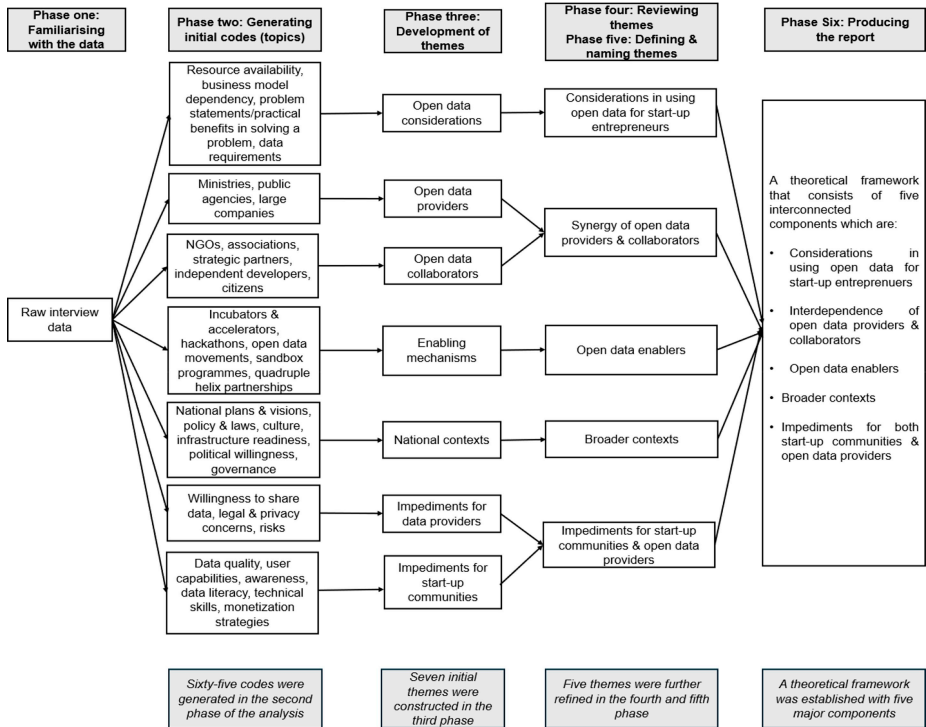 Phase one:
Familiarising
with the data
Phase two: Generating
initial codes (topics)
Phase three:
Development of
themes
Phase four: Reviewing
themes
Phase five: Defining &
naming themes
Phase Six: Producing
the report
Raw interview
data
Resource availability,
business model
dependency, problem
statements/practical
benefits in solving a
problem, data
requirements
Ministries, public
agencies, large
companies
NGOs, associations,
strategic partners,
independent developers,
citizens
Incubators &
accelerators,
hackathons, open data
movements, sandbox
programmes, quadruple
helix partnerships
National plans & visions,
policy & laws, culture,
infrastructure readiness,
political willingness,
governance
Willingness to share
data, legal & privacy
concerns, risks
Data quality, user
capabilities, awareness,
data literacy, technical
skills, monetization
strategies
Open data
considerations
Open data
providers
Open data
collaborators
Enabling
mechanisms
National contexts
Impediments for
data providers
Impediments for
start-up
communities
Considerations in using
open data for start-up
entrepreneurs
Synergy of open data
providers & collaborators
Open data enablers
Broader contexts
Impediments for start-up
communities & open data
providers
A theoretical framework
that consists of five
interconnected
components which are:
• Considerations in
using open data for
start-up entreprenuers
• Interdependence of
open data providers &
collaborators
• Open data enablers
• Broader contexts
• Impediments for both
start-up communities &
open data providers
Sixty-five codes were
generated in the second
phase of the analysis
Seven initial
themes were
constructed in the
third phase
Five themes were further
refined in the fourth and fifth
phase
A theoretical framework
was established with five
major components